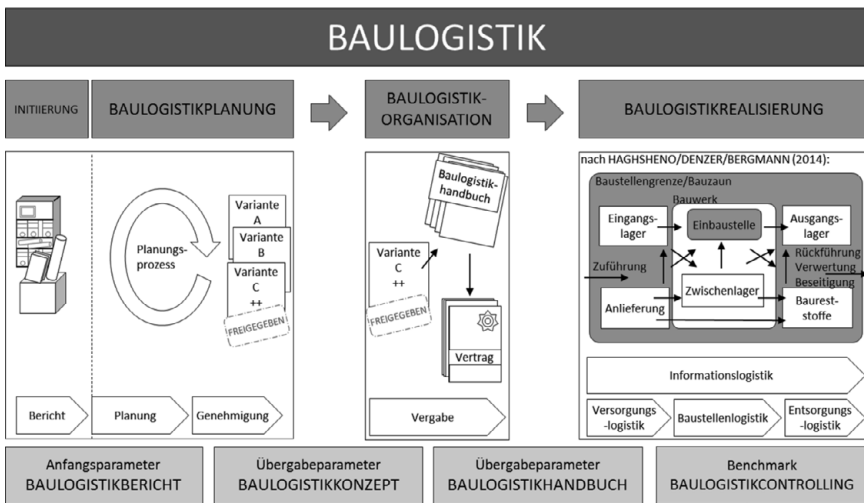 BAULOGISTIK
INITIIERUNG
BAULOGISTIKPLANUNG
BAULOGISTIK-
ORGANISATION
BAULOGISTIKREALISIERUNG
Planungs-
prozess
Variante
A
Variante
B
Variante
C
++
FREIGEGEBEN
Bericht
Planung
Genehmigung
Baulogistik-
handbuch
Variante
C
++
FREIGEGEBEN
Vertrag
Vergabe
nach HAGHSHENO/DENZER/BERGMANN (2014):
Baustellengrenze/Bauzaun
Bauwerk
Eingangs-
lager
Einbaustelle
Ausgangs-
lager
Zuführung
Rückführung
Verwertung
Beseitigung
Zwischenlager
Anlieferung
Baurest-
stoffe
Informationslogistik
Versorgungs
-logistik
Baustellenlogistik
Entsorgungs
-logistik
Anfangsparameter
BAULOGISTIKBERICHT
Übergabeparameter
BAULOGISTIKKONZEPT
Übergabeparameter
BAULOGISTIKHANDBUCH
Benchmark
BAULOGISTIKCONTROLLING